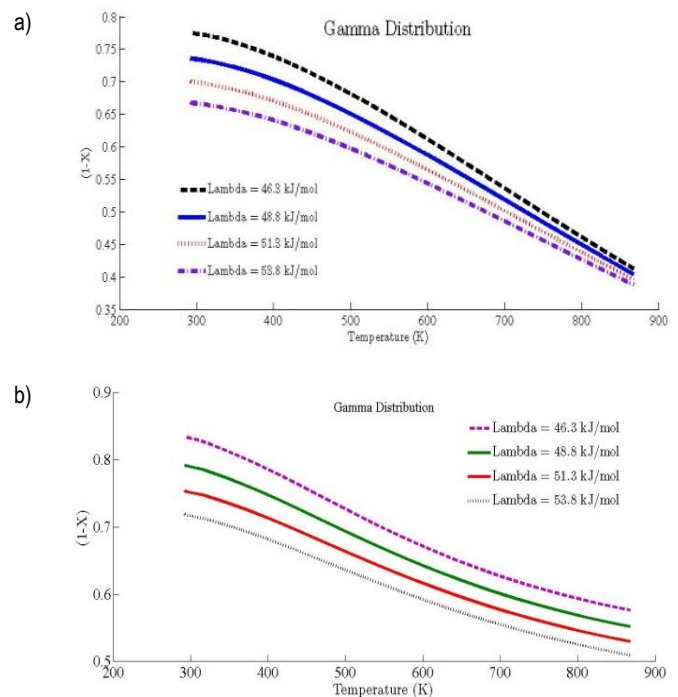 a)
Gamma Distribution
0.8
0.75
0.7
0.65
0.6
0.55
0.5
0.45
0.4
0.35
(1-X)
Lambda = 46.3 kJ/mol
Lambda = 48.8 kJ/mol
Lambda = 51.3 kJ/mol
Lambda = 53.8 kJ/mol
200 300 400 500 600 700 800 900
Temperature (K)
b)
Gamma Distribution
0.9
0.8
0.7
0.6
0.5
(1-X)
Lambda = 46.3 kJ/mol
Lambda = 48.8 kJ/mol
Lambda = 51.3 kJ/mol
Lambda = 53.8 kJ/mol
200 300 400 500 600 700 800 900
Temperature (K)